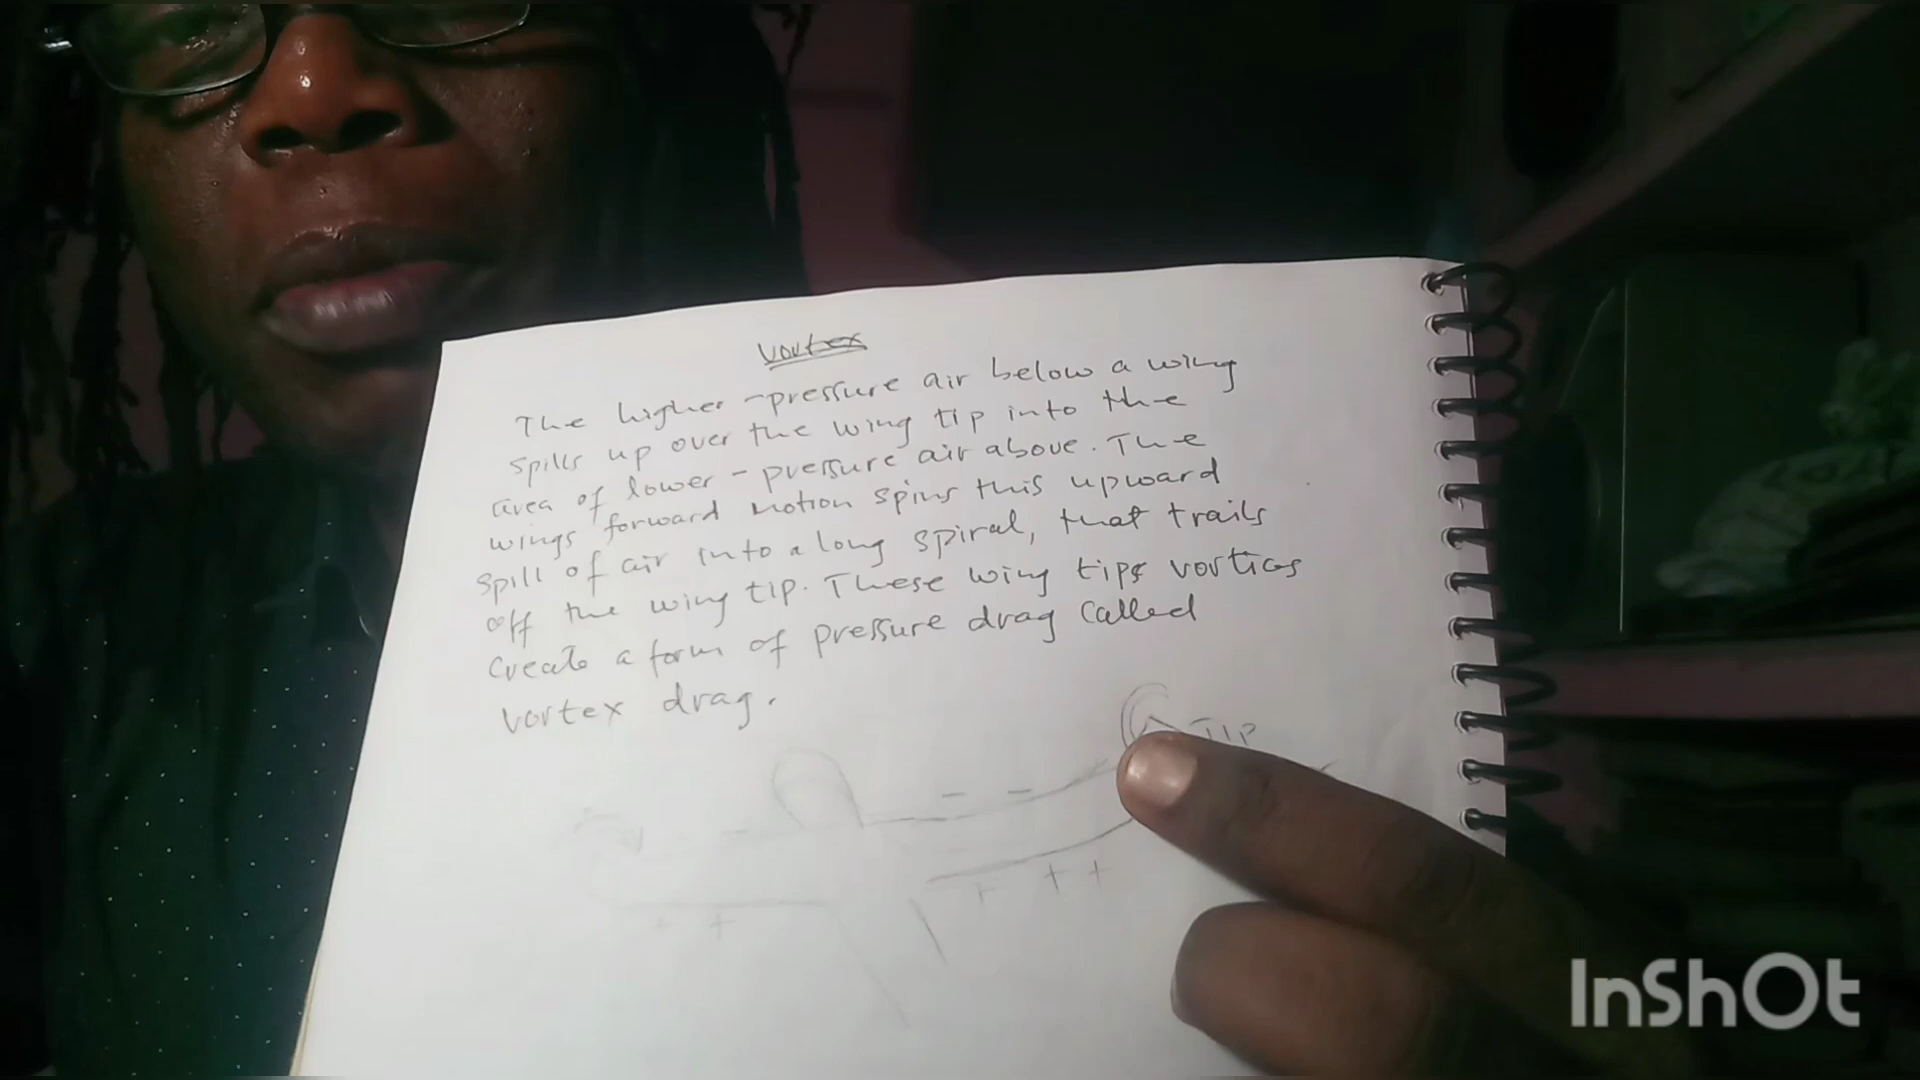 Vortex
The higher-pressure air below a wing
spills up over the wing tip into the
area of lower-pressure air above. The
wings forward motion spins this upward
spill of air into a long spiral, that trails
off the wing tip. These wing tips vortics
create a form of pressure drag called
vortex drag.
TIP
- -
+ + +
+ +
InShOt